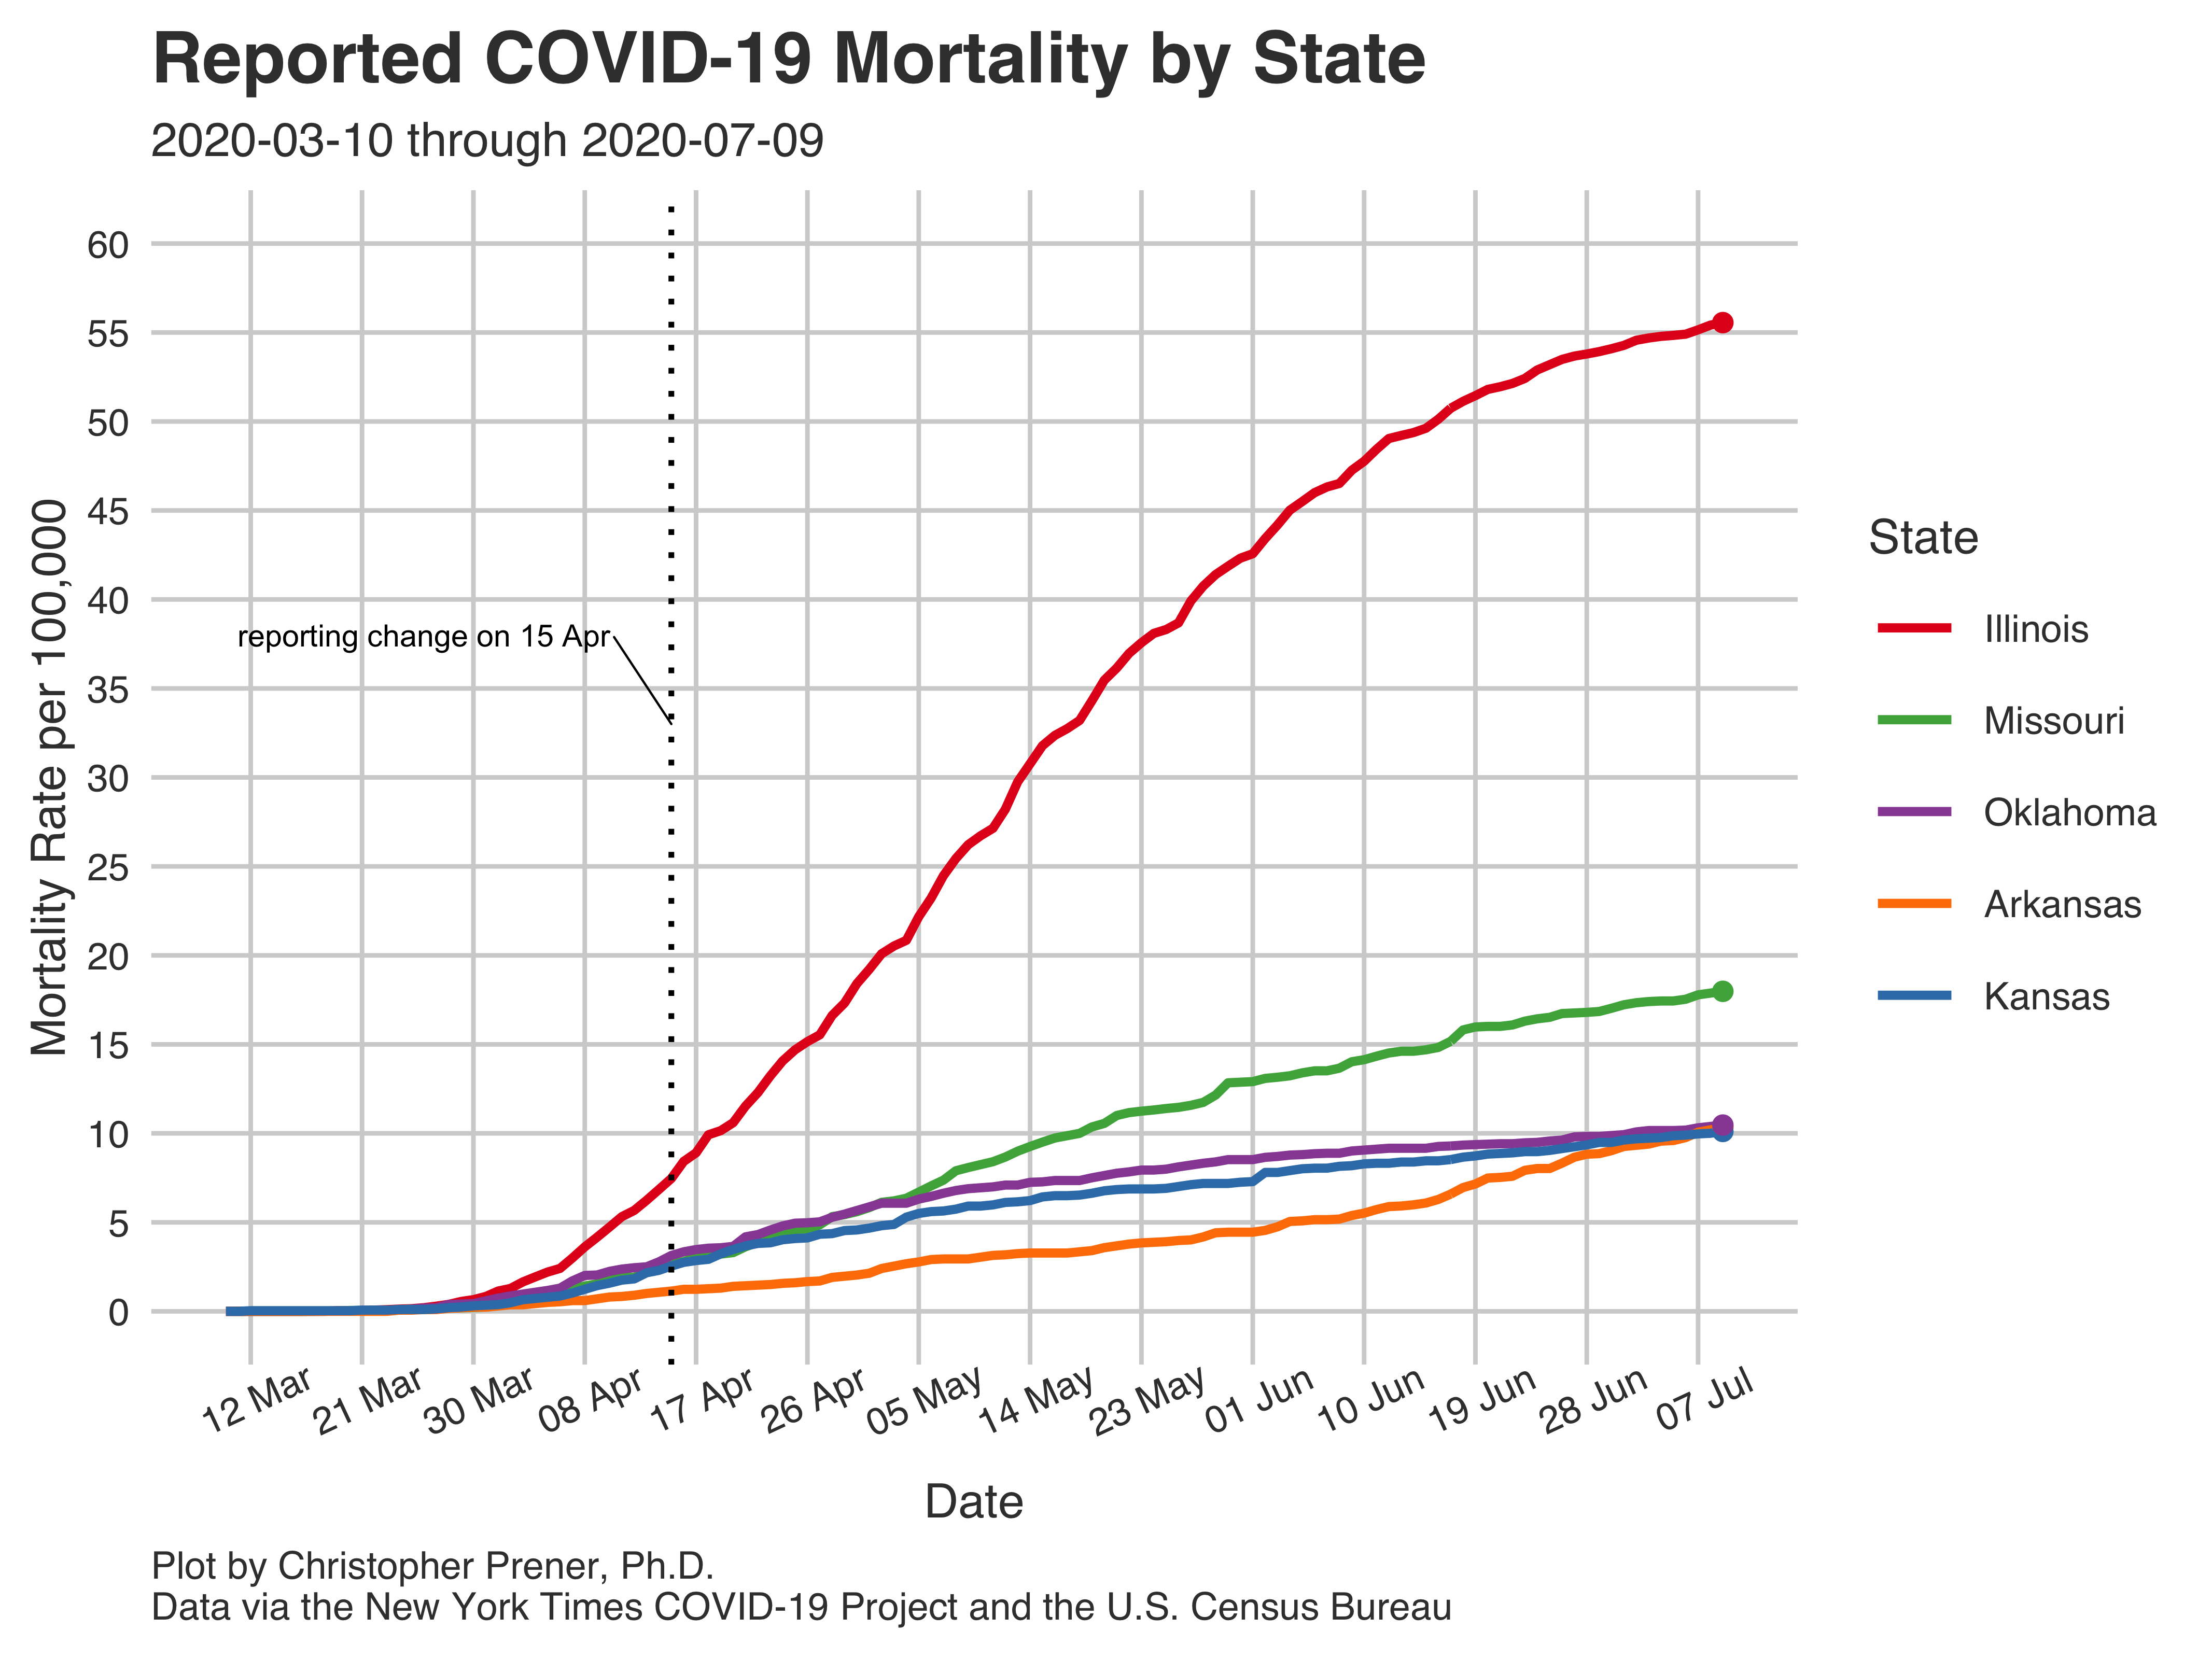 Reported COVID-19 Mortality by State
2020-03-10 through 2020-07-09
Mortality Rate per 100,000
60
55
50
45
40
35
30
25
20
15
10
5
0
reporting change on 15 Apr
12 Mar
21 Mar
30 Mar
08 Apr
17 Apr
26 Apr
05 May
14 May
23 May
01 Jun
10 Jun
19 Jun
28 Jun
07 Jul
Date
State
Illinois
Missouri
Oklahoma
Arkansas
Kansas
Plot by Christopher Prener, Ph.D.
Data via the New York Times COVID-19 Project and the U.S. Census Bureau